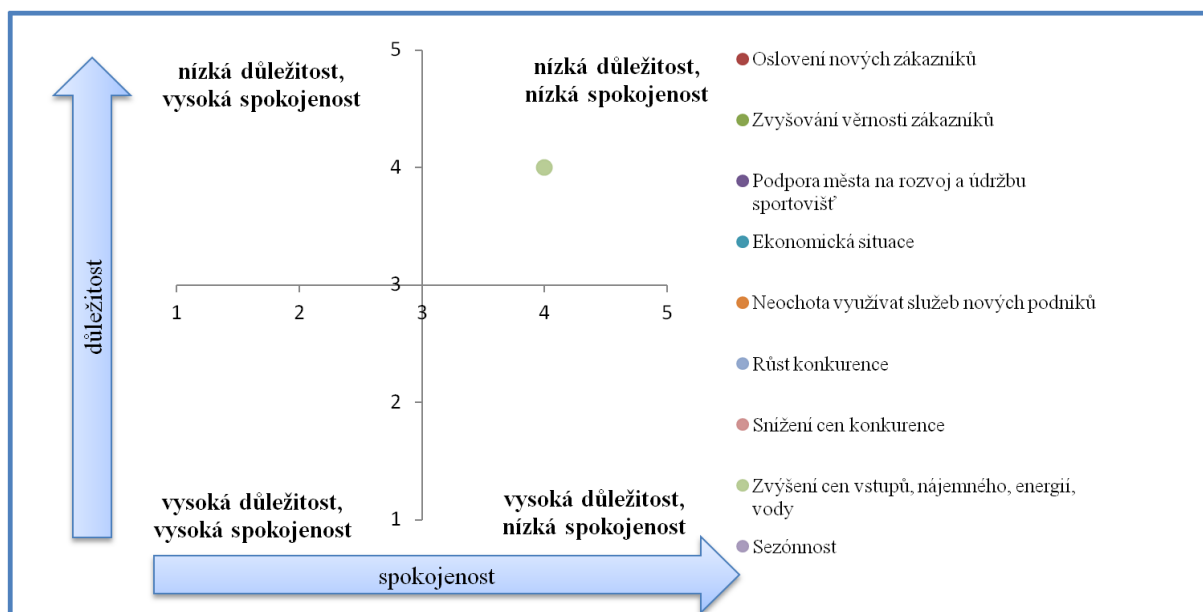 5
nízká důležitost,
vysoká spokojenost
nízká důležitost,
nízká spokojenost
4
3
1
2
3
4
5
2
1
vysoká důležitost,
vysoká spokojenost
vysoká důležitost,
nízká spokojenost
důležitost
spokojenost
Oslovení nových zákazníků
Zvyšování věrnosti zákazníků
Podpora města na rozvoj a údržbu
sportovišť
Ekonomická situace
Neochota využívat služeb nových podniků
Růst konkurence
Snížení cen konkurence
Zvýšení cen vstupů, nájemného, energií,
vody
Sezónnost